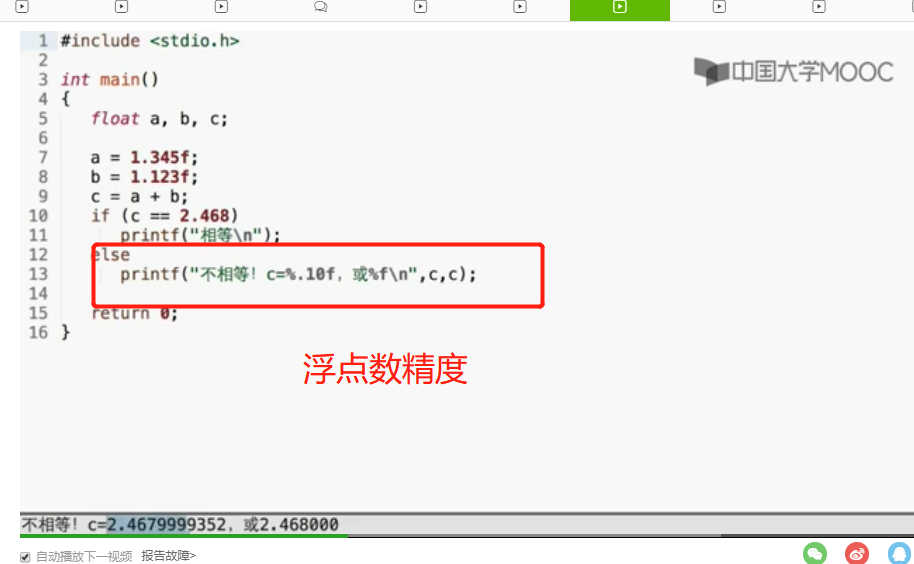 1 #include <stdio.h>
中国大学MOOC
2
3 int main()
4 {
5 float a, b, c;
6
7 a = 1.345f;
8 b = 1.123f;
9 c = a + b;
10 if (c == 2.468)
11 printf("相等\n");
12 else
13 printf("不相等! c=%.10f, 或%f\n",c,c);
14
15 return 0;
16 }
浮点数精度
不相等! c=2.4679999352, 或2.468000
自动播放下一视频 报告故障>